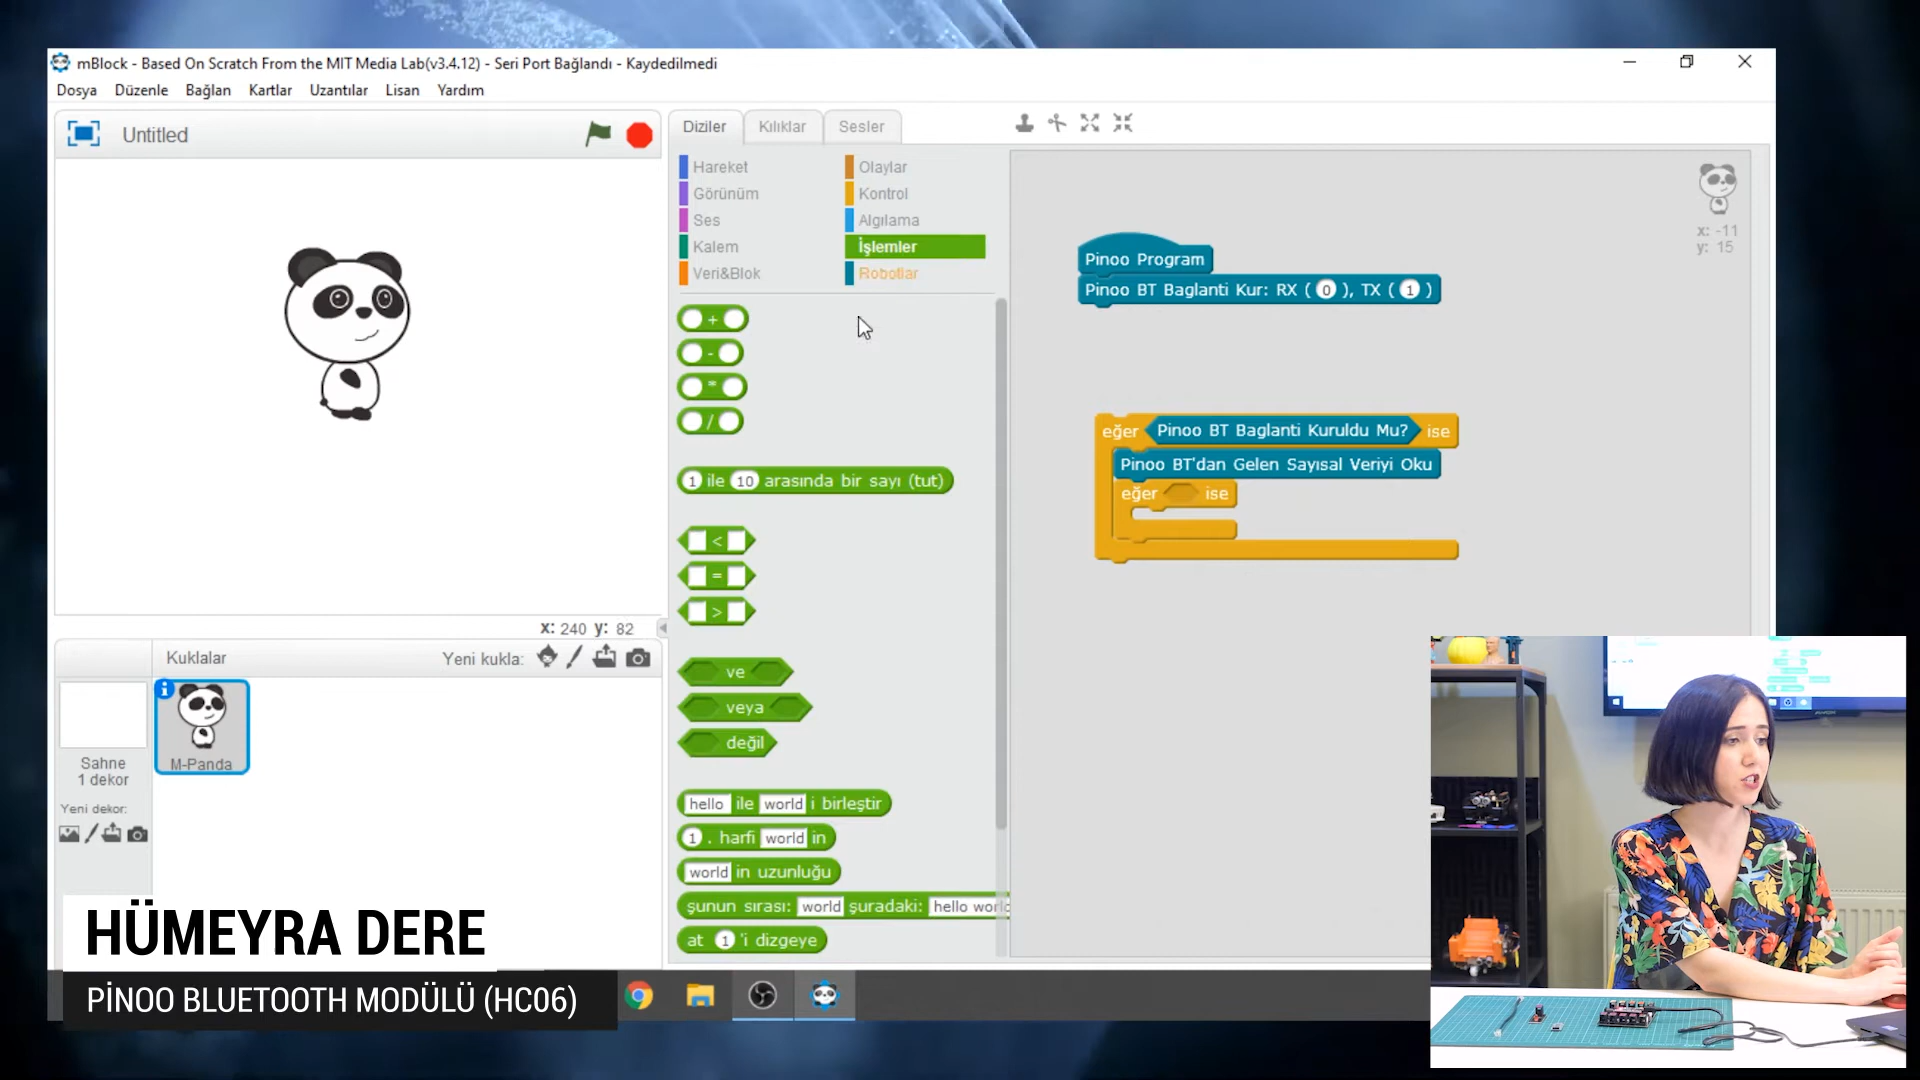 mBlock - Based On Scratch From the MIT Media Lab(v3.4.12) - Seri Port Bağlandı - Kaydedilmedi
Dosya Düzenle Bağlan Kartlar Uzantılar Lisan Yardım
Untitled
Diziler Kılıklar Sesler
Hareket Olaylar
Görünüm Kontrol
Ses Algılama
Kalem İşlemler
Veri&Blok Robotlar
+
-
*
/
1 ile 10 arasında bir sayı (tut)
<
=
>
ve
veya
değil
hello ile world i birleştir
1 . harfi world in
world in uzunluğu
şunun sırası: world şuradaki: hello worl
at 1 'i dizgeye
x: -11
y: 15
Pinoo Program
Pinoo BT Baglanti Kur: RX ( 0 ), TX ( 1 )
eğer Pinoo BT Baglanti Kuruldu Mu? ise
Pinoo BT'dan Gelen Sayısal Veriyi Oku
eğer ise
x: 240 y: 82
Kuklalar Yeni kukla:
M-Panda
Sahne
1 dekor
Yeni dekor:
HÜMEYRA DERE
PİNOO BLUETOOTH MODÜLÜ (HC06)